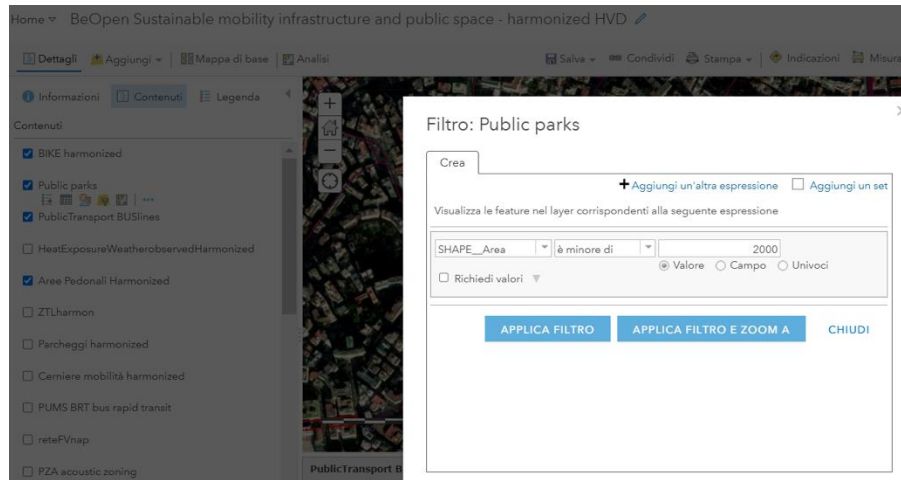 Home BeOpen Sustainable mobility infrastructure and public space - harmonized HVD
Dettagli Aggiungi Mappa di base Analisi Salva Condividi Stampa Indicazioni Misura
Informazioni Contenuti Legenda
Contenuti
BIKE harmonized
Public parks
PublicTransport BUSlines
HeatExposureWeatherobservedHarmonized
Aree Pedonali Harmonized
ZTLharmon
Parcheggi harmonized
Cerniere mobilità harmonized
PUMS BRT bus rapid transit
reteFVnap
PZA acoustic zoning
PublicTransport B
Filtro: Public parks
Crea
+ Aggiungi un'altra espressione Aggiungi un set
Visualizza le feature nel layer corrispondenti alla seguente espressione
SHAPE__Area è minore di 2000
Valore Campo Univoci
Richiedi valori
APPLICA FILTRO APPLICA FILTRO E ZOOM A CHIUDI